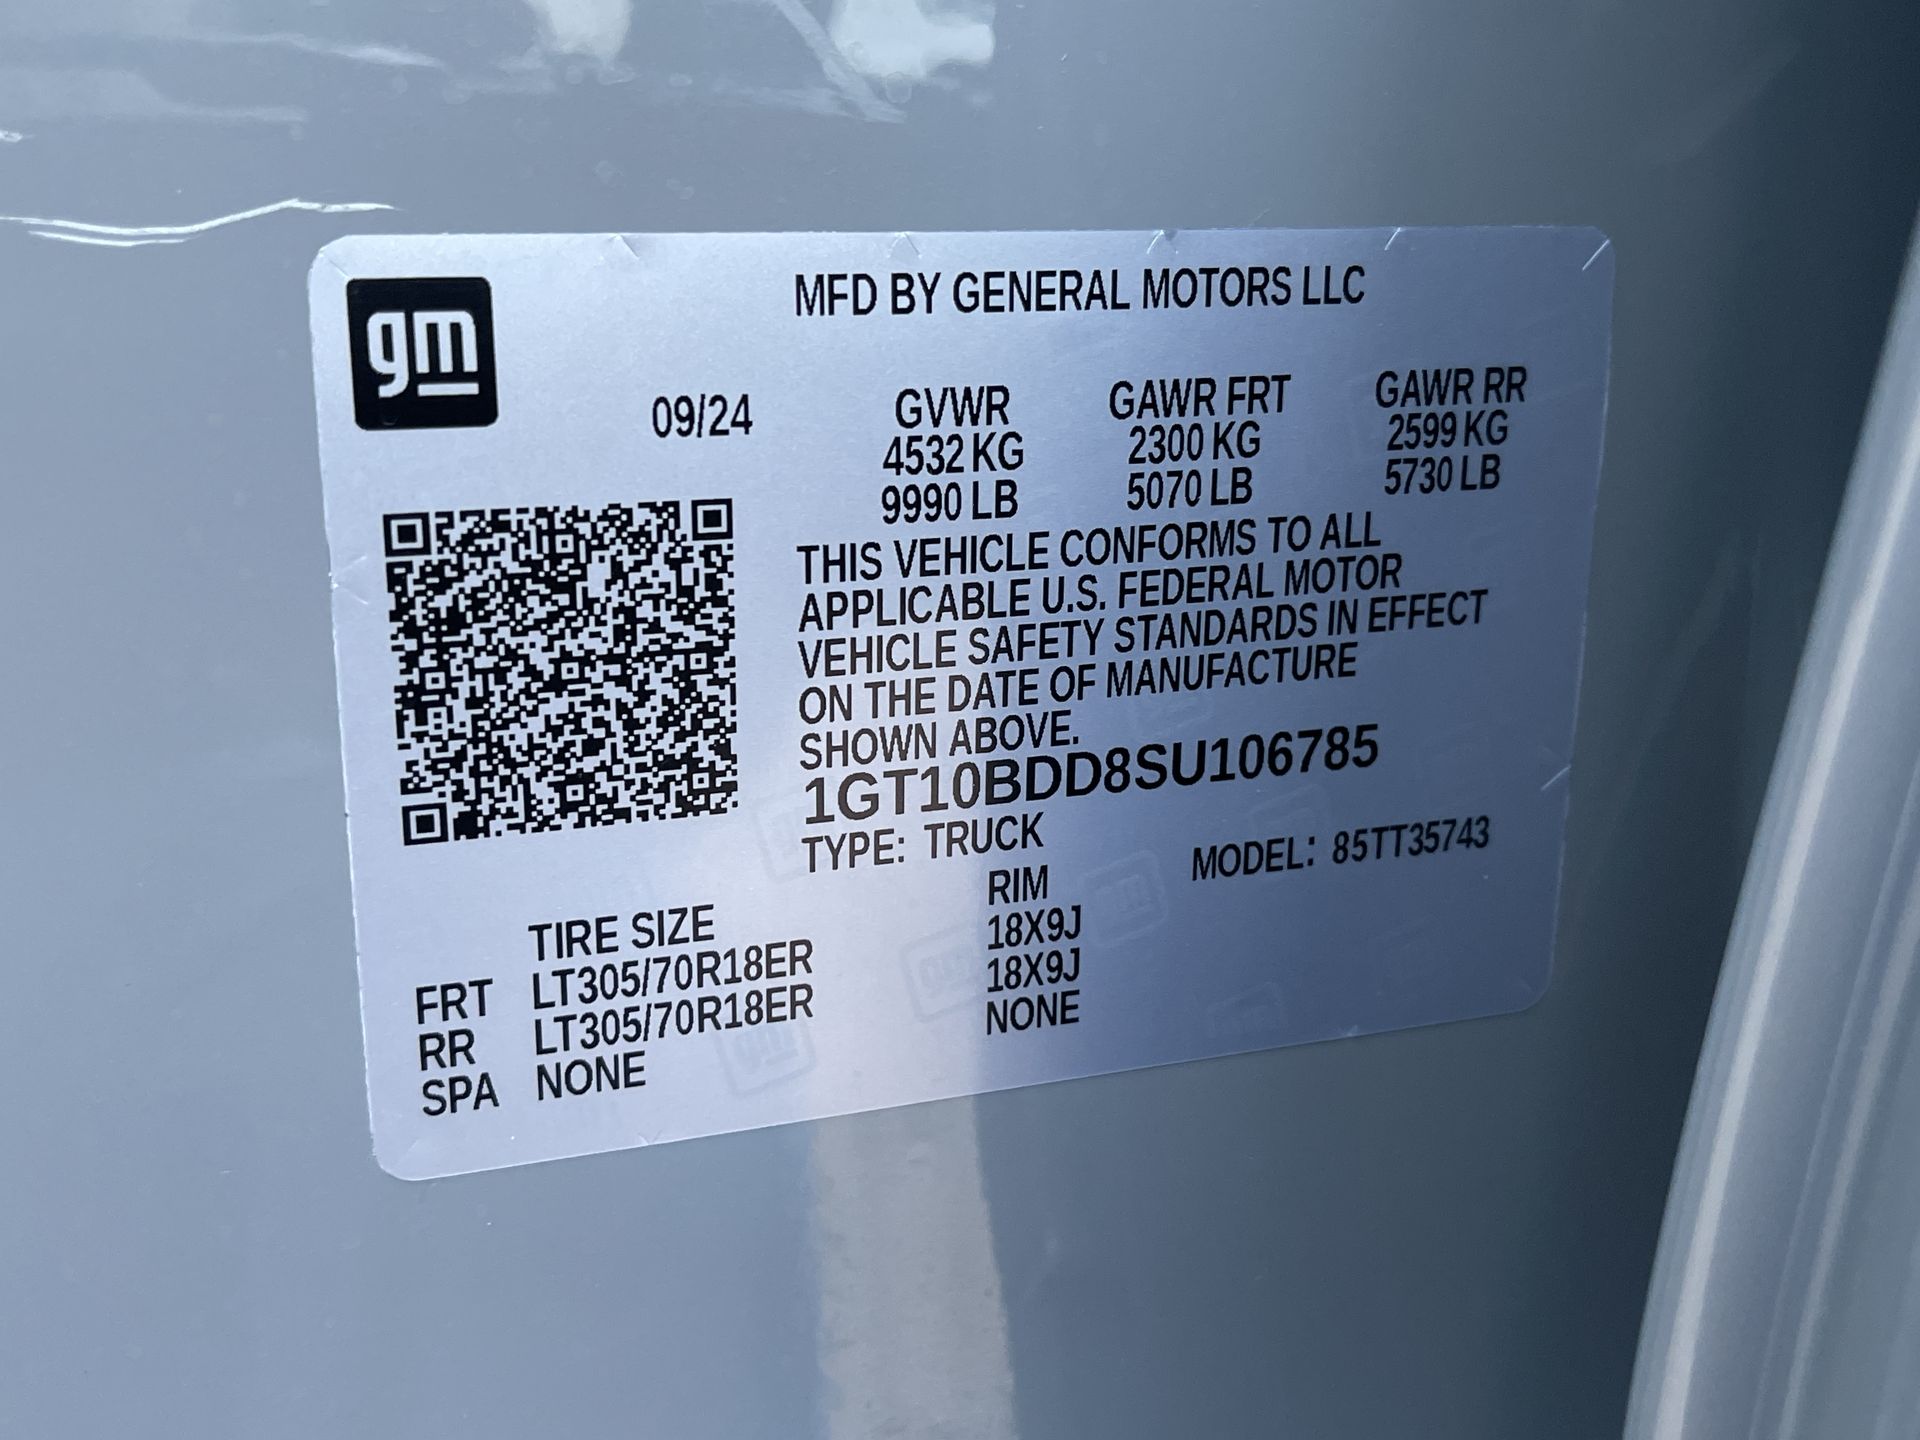 gm
MFD BY GENERAL MOTORS LLC
09/24 GVWR GAWR FRT GAWR RR
4532 KG 2300 KG 2599 KG
9990 LB 5070 LB 5730 LB
THIS VEHICLE CONFORMS TO ALL
APPLICABLE U.S. FEDERAL MOTOR
VEHICLE SAFETY STANDARDS IN EFFECT
ON THE DATE OF MANUFACTURE
SHOWN ABOVE.
1GT10BDD8SU106785
TYPE: TRUCK MODEL: 85TT35743
TIRE SIZE RIM
FRT LT305/70R18ER 18X9J
RR LT305/70R18ER 18X9J
SPA NONE NONE